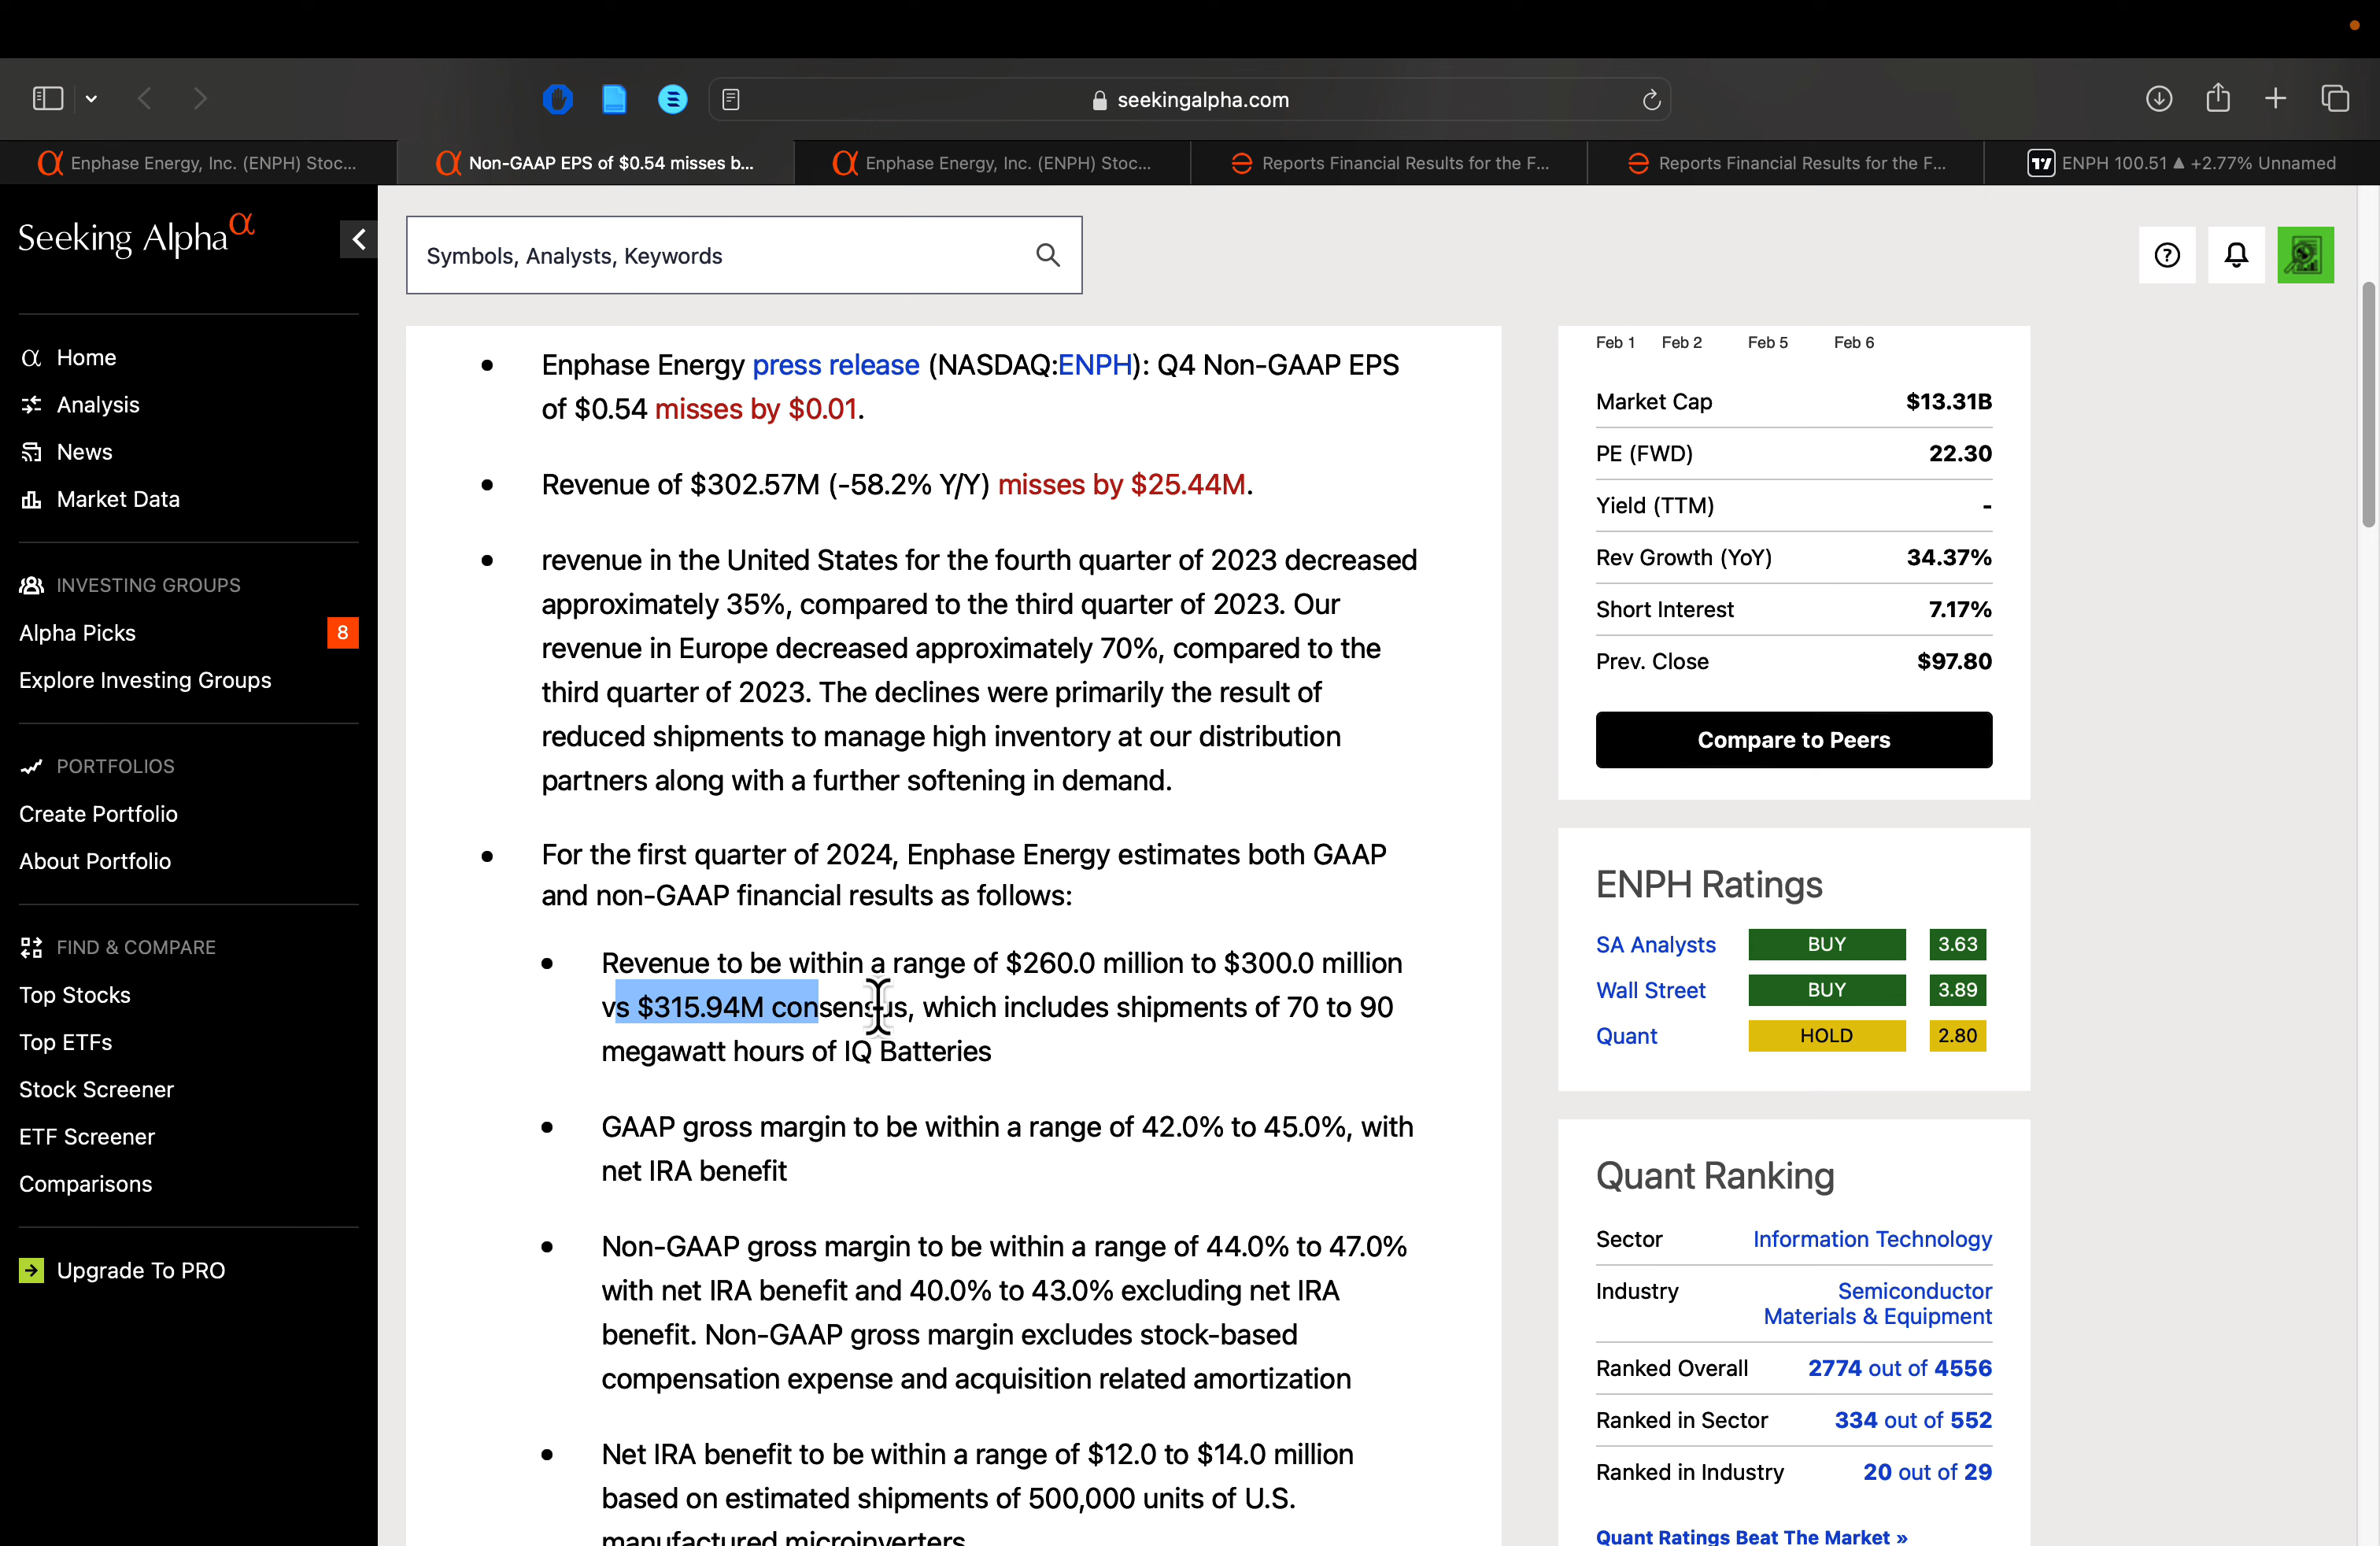 seekingalpha.com
Enphase Energy, Inc. (ENPH) Stoc...
Non-GAAP EPS of $0.54 misses b...
Enphase Energy, Inc. (ENPH) Stoc...
Reports Financial Results for the F...
Reports Financial Results for the F...
ENPH 100.51 ▲ +2.77% Unnamed
Seeking Alpha α
Symbols, Analysts, Keywords
Home
Analysis
News
Market Data
INVESTING GROUPS
Alpha Picks 8
Explore Investing Groups
PORTFOLIOS
Create Portfolio
About Portfolio
FIND & COMPARE
Top Stocks
Top ETFs
Stock Screener
ETF Screener
Comparisons
Upgrade To PRO
• Enphase Energy press release (NASDAQ:ENPH): Q4 Non-GAAP EPS
of $0.54 misses by $0.01.
• Revenue of $302.57M (-58.2% Y/Y) misses by $25.44M.
• revenue in the United States for the fourth quarter of 2023 decreased
approximately 35%, compared to the third quarter of 2023. Our
revenue in Europe decreased approximately 70%, compared to the
third quarter of 2023. The declines were primarily the result of
reduced shipments to manage high inventory at our distribution
partners along with a further softening in demand.
• For the first quarter of 2024, Enphase Energy estimates both GAAP
and non-GAAP financial results as follows:
• Revenue to be within a range of $260.0 million to $300.0 million
vs $315.94M consensus, which includes shipments of 70 to 90
megawatt hours of IQ Batteries
• GAAP gross margin to be within a range of 42.0% to 45.0%, with
net IRA benefit
• Non-GAAP gross margin to be within a range of 44.0% to 47.0%
with net IRA benefit and 40.0% to 43.0% excluding net IRA
benefit. Non-GAAP gross margin excludes stock-based
compensation expense and acquisition related amortization
• Net IRA benefit to be within a range of $12.0 to $14.0 million
based on estimated shipments of 500,000 units of U.S.
manufactured microinverters
Feb 1 Feb 2 Feb 5 Feb 6
Market Cap $13.31B
PE (FWD) 22.30
Yield (TTM) -
Rev Growth (YoY) 34.37%
Short Interest 7.17%
Prev. Close $97.80
Compare to Peers
ENPH Ratings
SA Analysts BUY 3.63
Wall Street BUY 3.89
Quant HOLD 2.80
Quant Ranking
Sector Information Technology
Industry Semiconductor
Materials & Equipment
Ranked Overall 2774 out of 4556
Ranked in Sector 334 out of 552
Ranked in Industry 20 out of 29
Quant Ratings Beat The Market »